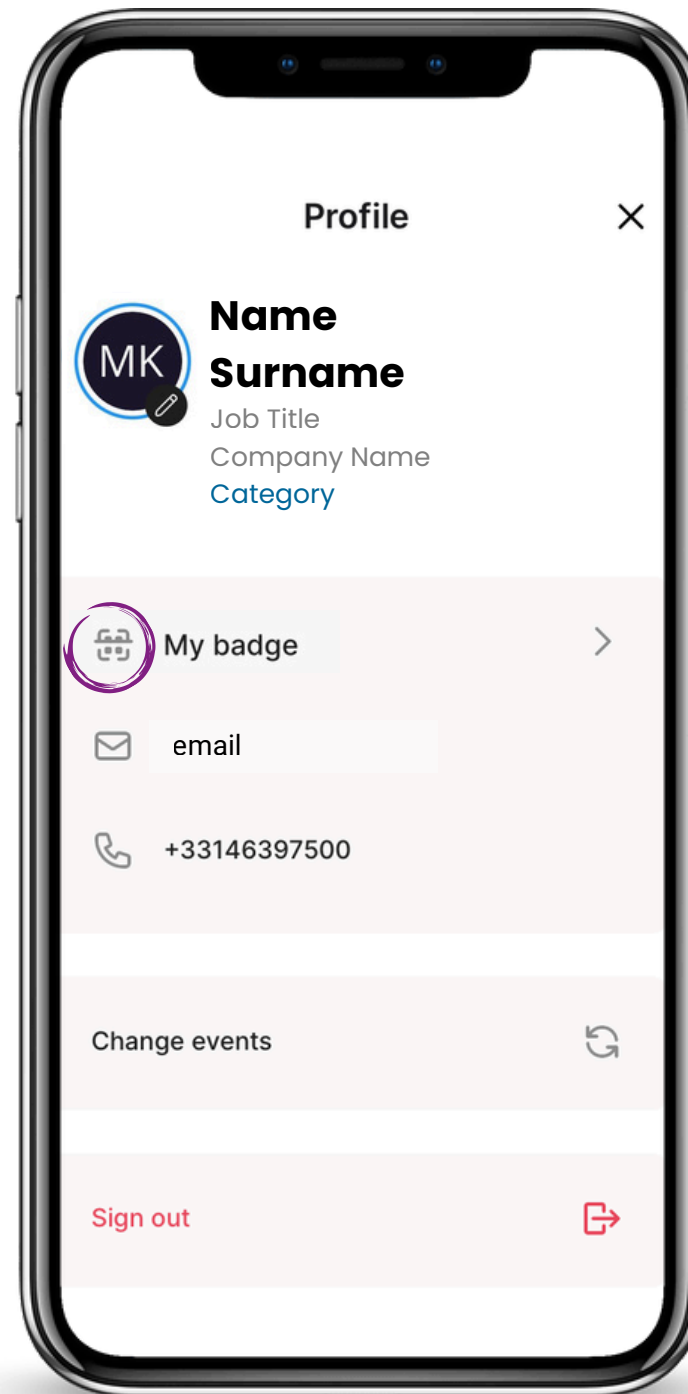 Profile
MK
Name
Surname
Job Title
Company Name
Category
My badge
email
+33146397500
Change events
Sign out